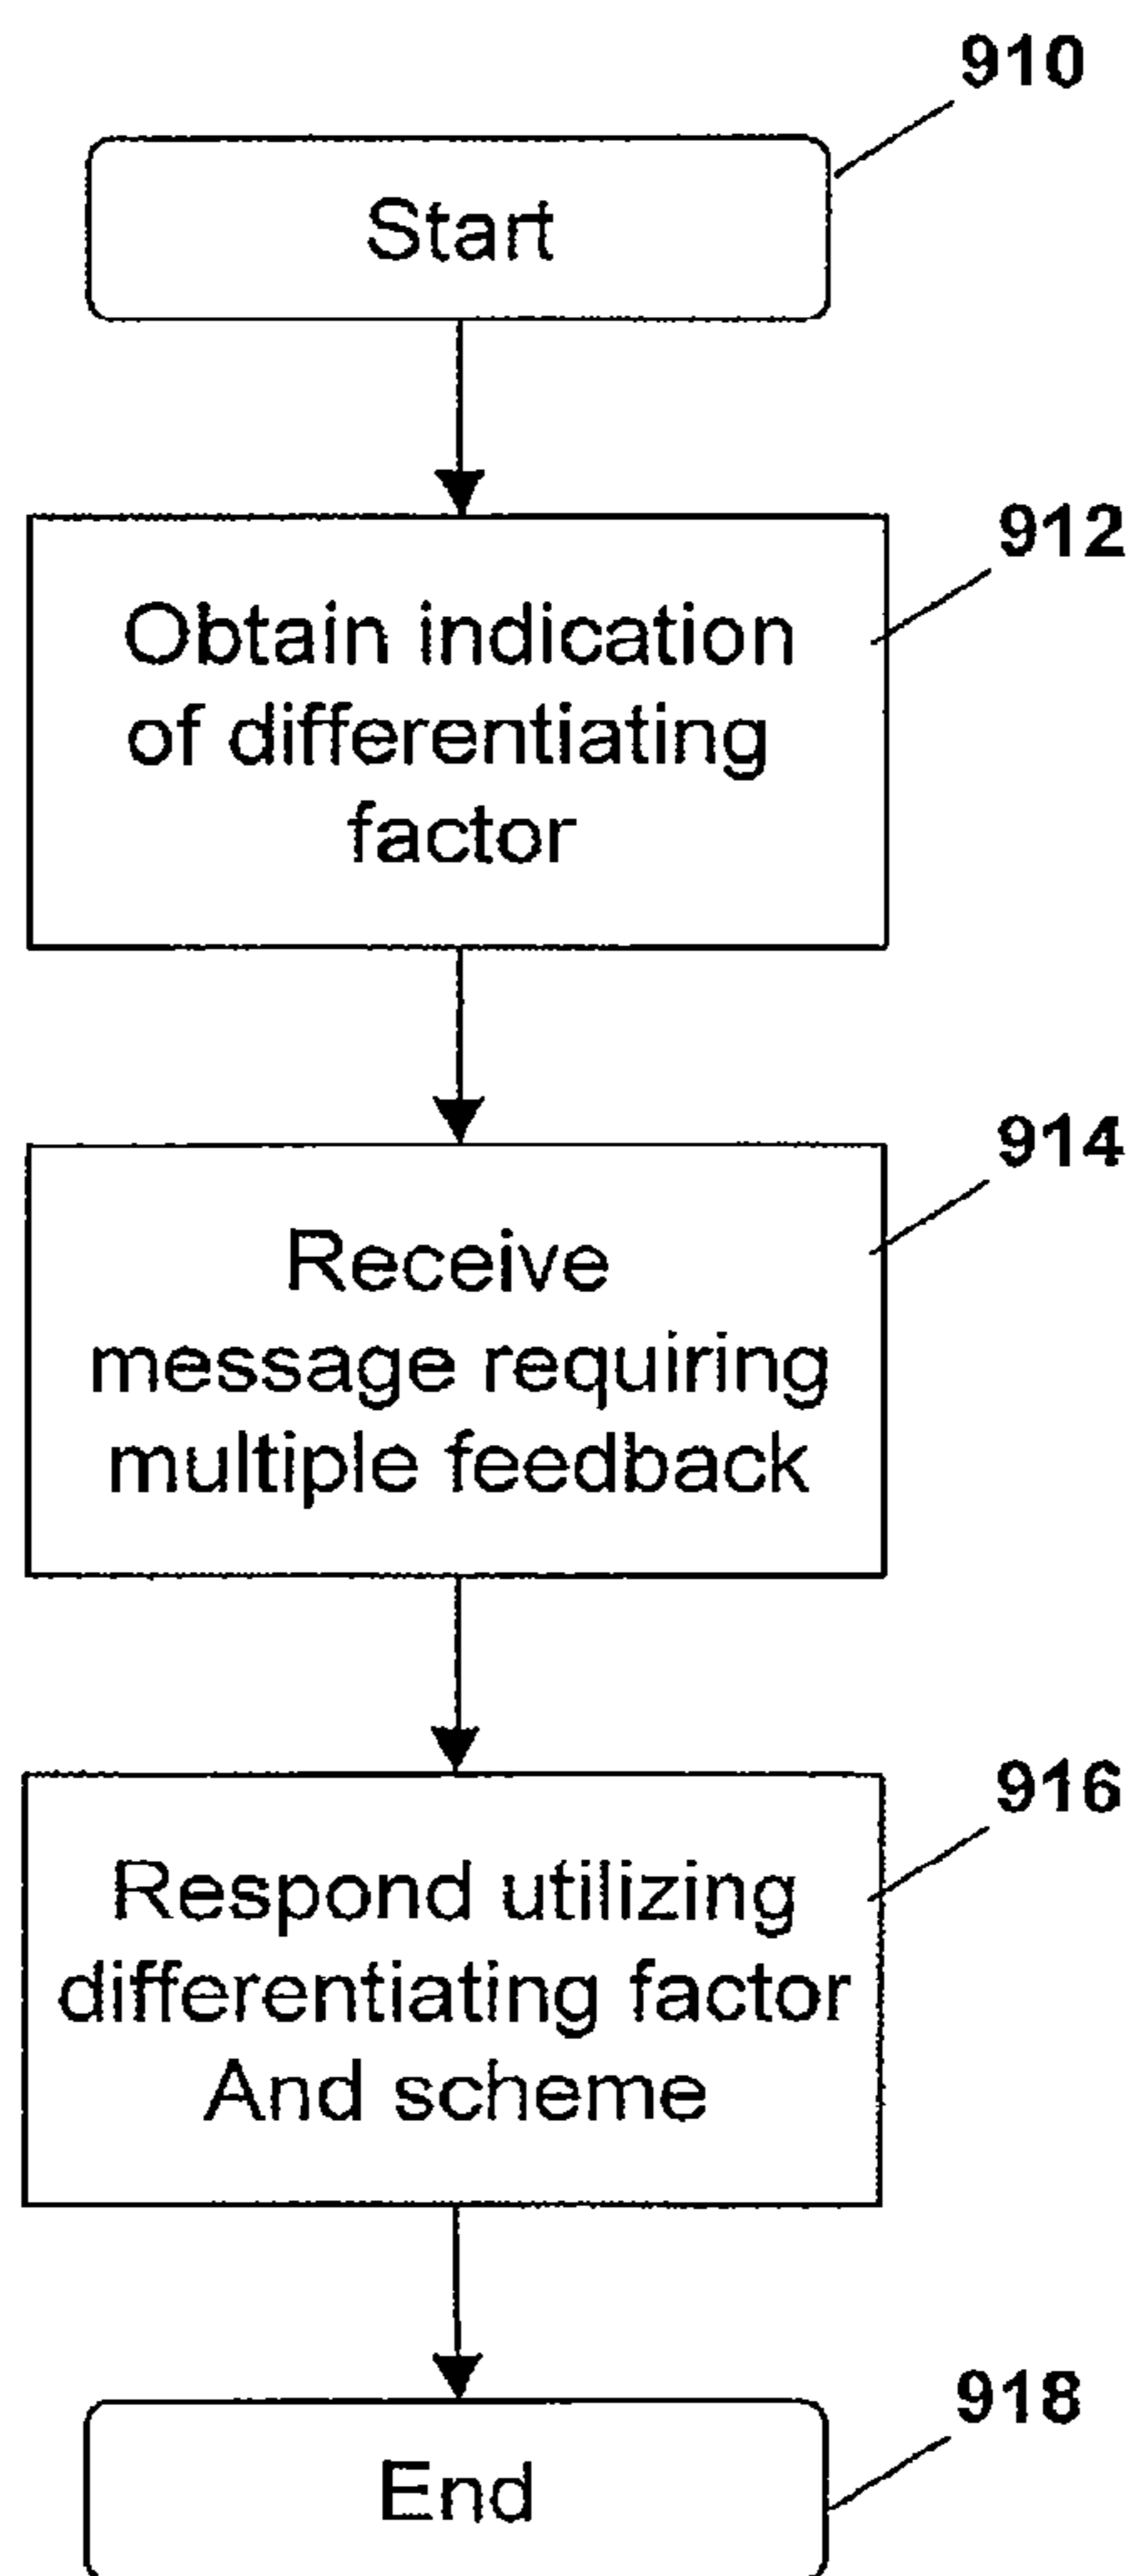 910
Start
912
Obtain indication
of differentiating
factor
914
Receive
message requiring
multiple feedback
916
Respond utilizing
differentiating factor
And scheme
918
End